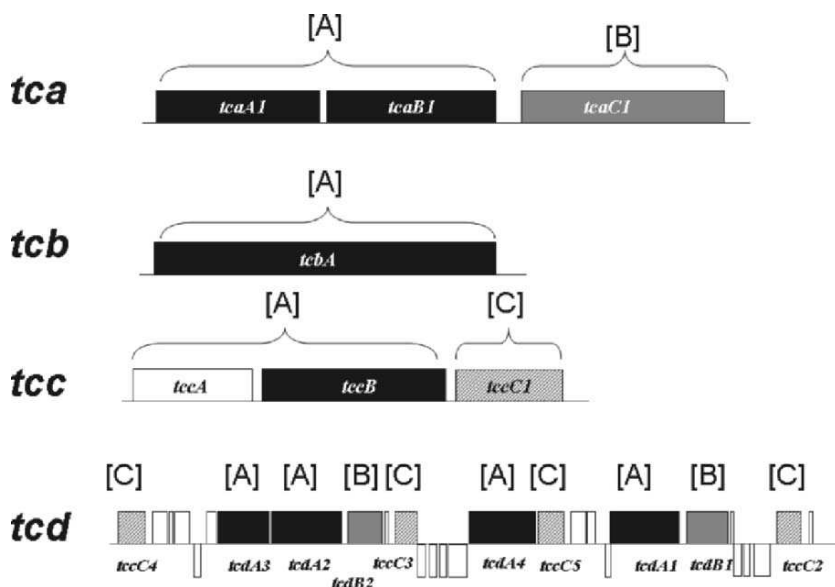 [A] [B]
tca tcaA1 tcaB1 tcaC1
[A]
tcb tcbA
[A] [C]
tcc tccA tccB tccC1
[C] [A] [A] [B] [C] [A] [C] [A] [B] [C]
tcd
tccC4 tcdA3 tcdA2 tcdB2 tccC3 tcdA4 tccC5 tcdA1 tcdB1 tccC2